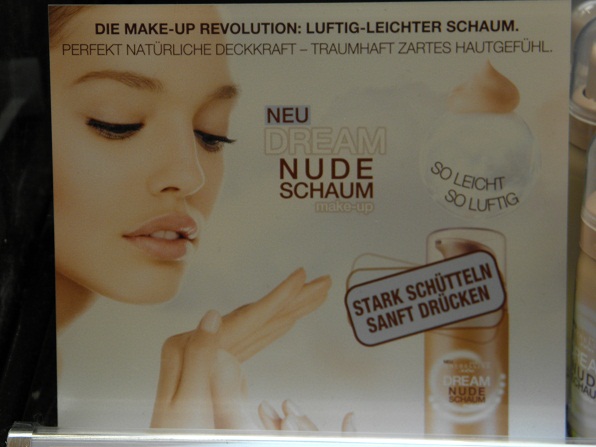 DIE MAKE-UP REVOLUTION: LUFTIG-LEICHTER SCHAUM.
PERFEKT NATÜRLICHE DECKKRAFT – TRAUMHAFT ZARTES HAUTGEFÜHL.
NEU
DREAM
NUDE
SCHAUM
make-up
SO LEICHT
SO LUFTIG
STARK SCHÜTTELN
SANFT DRÜCKEN
NEU
DREAM
NUDE
SCHAUM